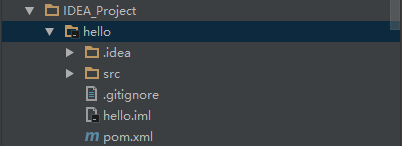 IDEA_Project
hello
.idea
src
.gitignore
hello.iml
pom.xml